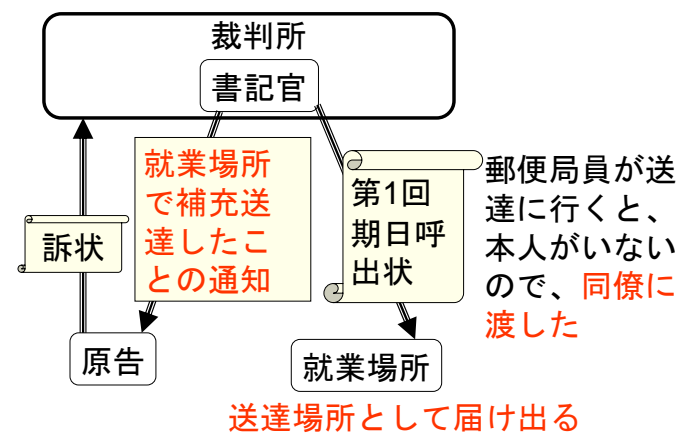 裁判所
書記官
就業場所
で補充送
達したこ
との通知
第1回
期日呼
出状
郵便局員が送
達に行くと、
本人がいない
ので、同僚に
渡した
訴状
原告
就業場所
送達場所として届け出る